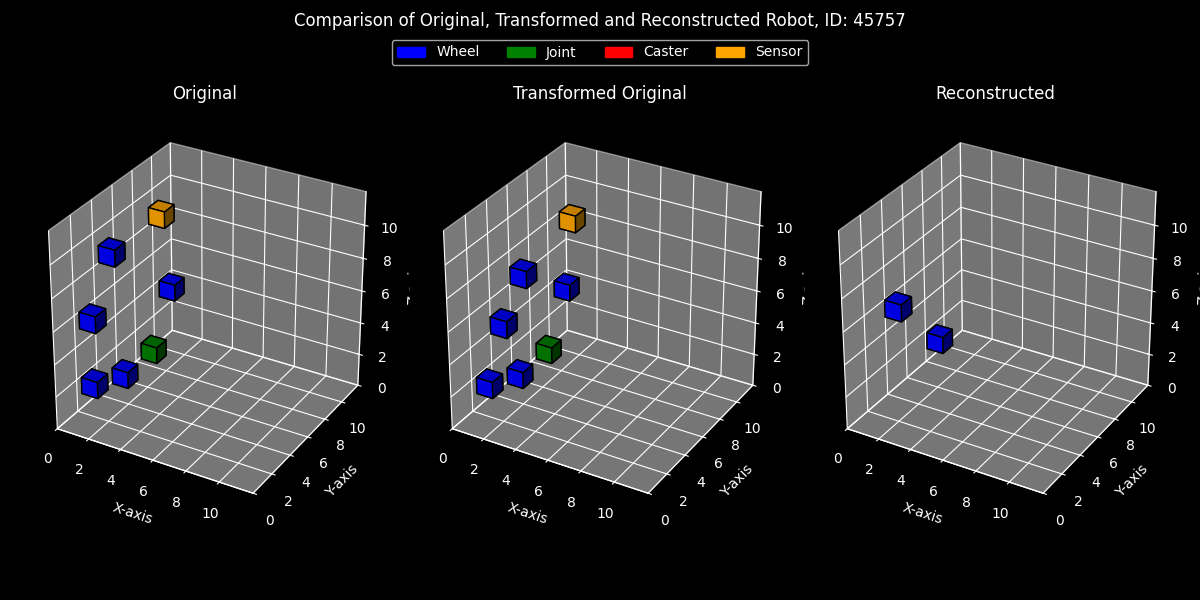 Comparison of Original, Transformed and Reconstructed Robot, ID: 45757
Wheel Joint Caster Sensor
Original Transformed Original Reconstructed
10 10 10
8 8 8
6 6 6
4 4 4
2 2 2
0 0 0
10 10 10
8 8 8
6 6 6
4 4 4
2 2 2
0 0 0
0 2 4 6 8 10 0 2 4 6 8 10 0 2 4 6 8 10
X-axis Y-axis X-axis Y-axis X-axis Y-axis